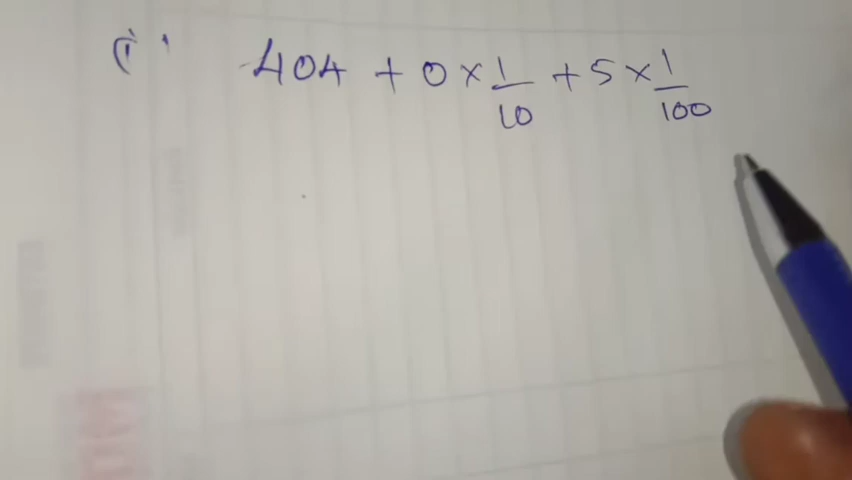 (i) 404 + 0 × 1/10 + 5 × 1/100